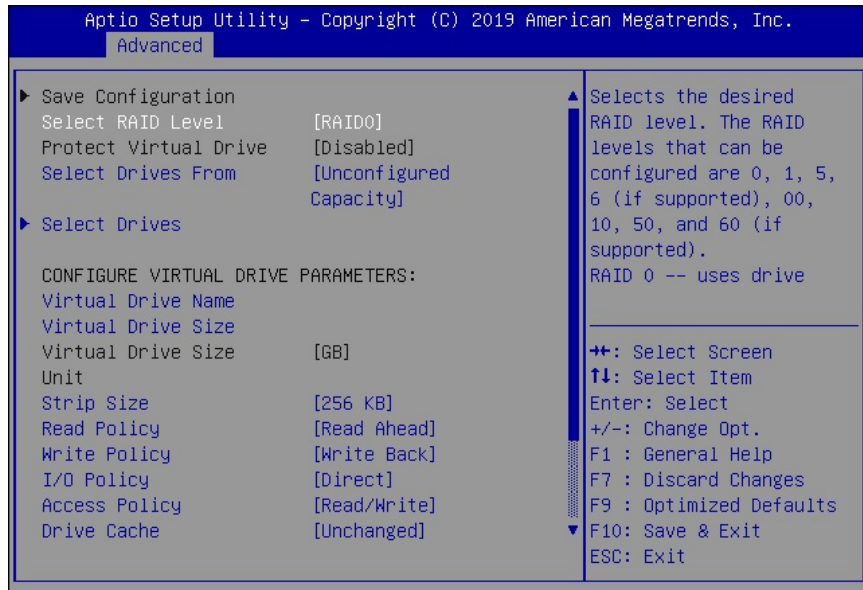 Aptio Setup Utility – Copyright (C) 2019 American Megatrends, Inc.
Advanced
Save Configuration
Select RAID Level [RAID0]
Protect Virtual Drive [Disabled]
Select Drives From [Unconfigured
Capacity]
Select Drives
CONFIGURE VIRTUAL DRIVE PARAMETERS:
Virtual Drive Name
Virtual Drive Size
Virtual Drive Size [GB]
Unit
Strip Size [256 KB]
Read Policy [Read Ahead]
Write Policy [Write Back]
I/O Policy [Direct]
Access Policy [Read/Write]
Drive Cache [Unchanged]
Selects the desired
RAID level. The RAID
levels that can be
configured are 0, 1, 5,
6 (if supported), 00,
10, 50, and 60 (if
supported).
RAID 0 -- uses drive
→←: Select Screen
↑↓: Select Item
Enter: Select
+/-: Change Opt.
F1 : General Help
F7 : Discard Changes
F9 : Optimized Defaults
F10: Save & Exit
ESC: Exit